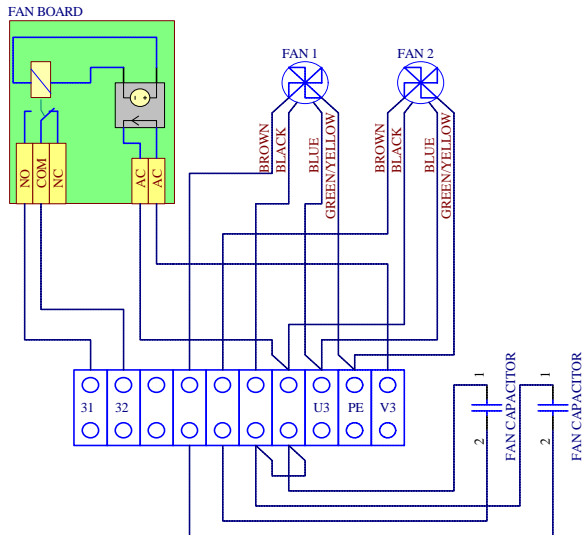 FAN BOARD
FAN 1
FAN 2
NO
COM
NC
AC
AC
BROWN
BLACK
BLUE
GREEN/YELLOW
BROWN
BLACK
BLUE
GREEN/YELLOW
31
32
U3
PE
V3
1
2
FAN CAPACITOR
1
2
FAN CAPACITOR